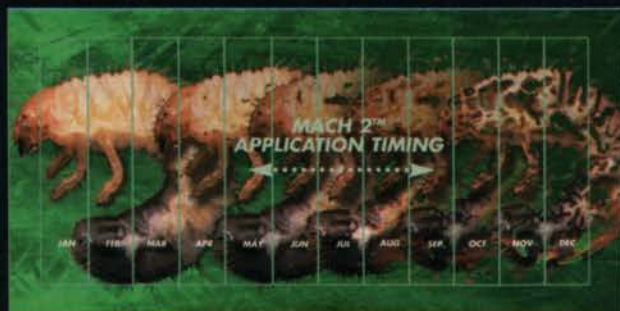 MACH 2™
APPLICATION TIMING
JAN FEB MAR APR MAY JUN JUL AUG SEP OCT NOV DEC